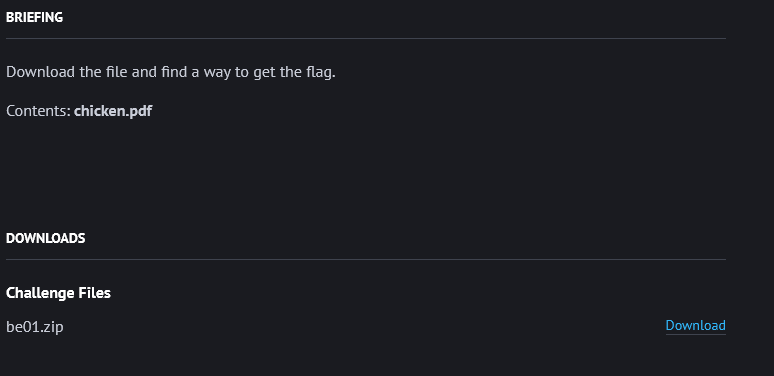 BRIEFING
Download the file and find a way to get the flag.
Contents: chicken.pdf
DOWNLOADS
Challenge Files
be01.zip
Download